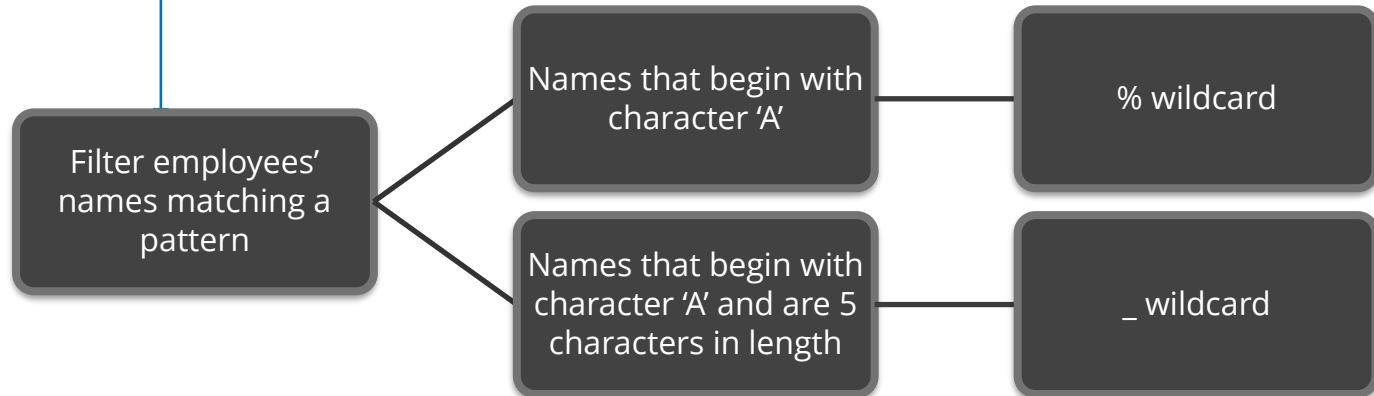 Filter employees’
names matching a
pattern
Names that begin with
character ‘A’
% wildcard
Names that begin with
character ‘A’ and are 5
characters in length
_ wildcard